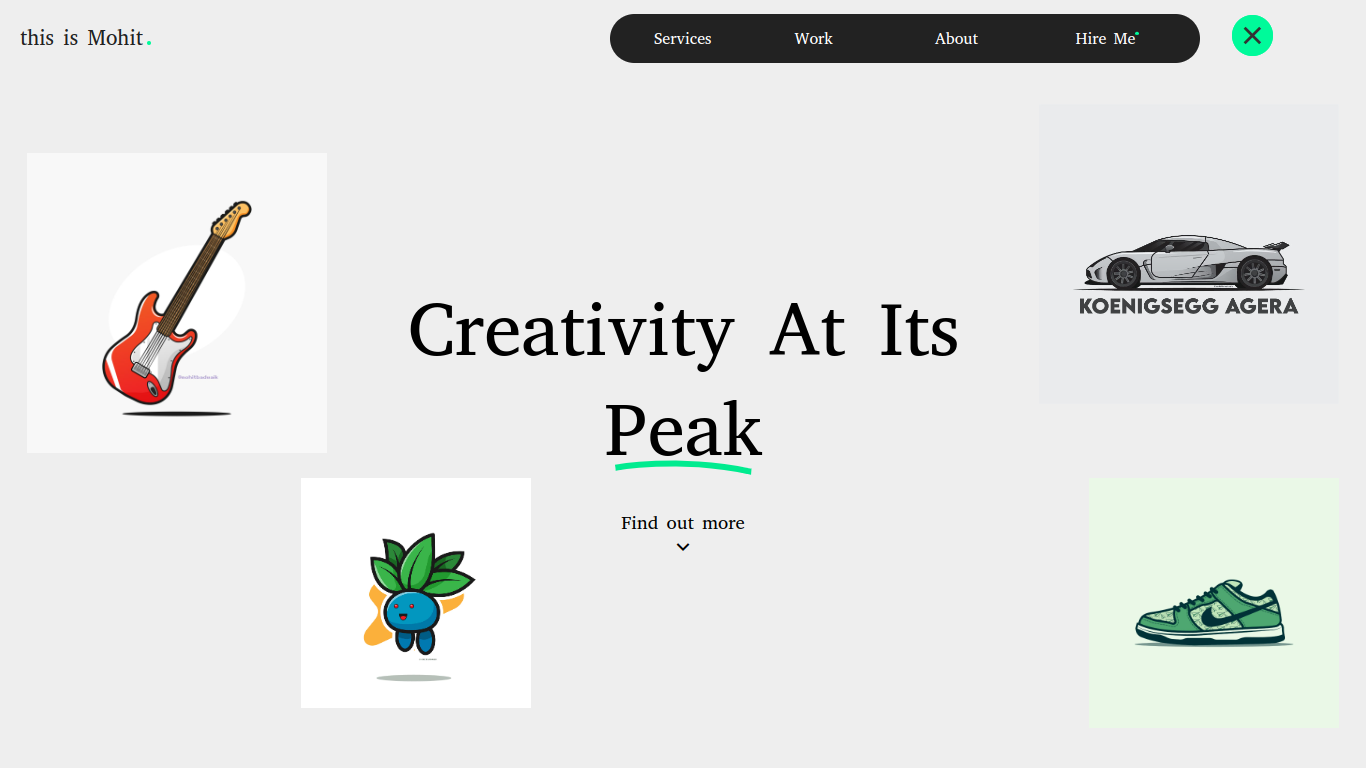 this is Mohit.
Services Work About Hire Me
KOENIGSEGG AGERA
Creativity At Its
Peak
Find out more